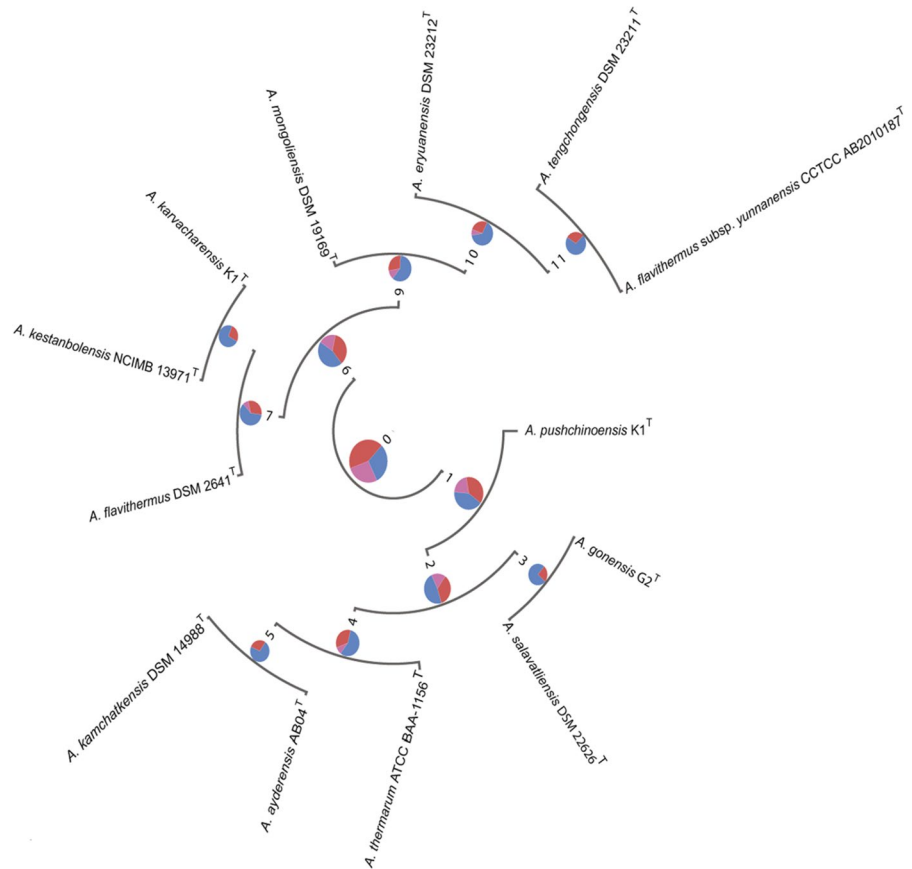 A. eryuanensis DSM 23212T
A. tengchongensis DSM 23211T
A. flavithermus subsp. yunnanensis CCTCC AB2010187T
A. mongoliensis DSM 19169T
A. karvacharensis K1T
A. kestanbolensis NCIMB 13971T
A. flavithermus DSM 2641T
10
11
9
6
7
0
1
A. pushchinoensis K1T
2
3
A. gonensis G2T
A. salavatliensis DSM 22626T
4
5
A. kamchatkensis DSM 14988T
A. ayderensis AB04T
A. thermarum ATCC BAA-1156T